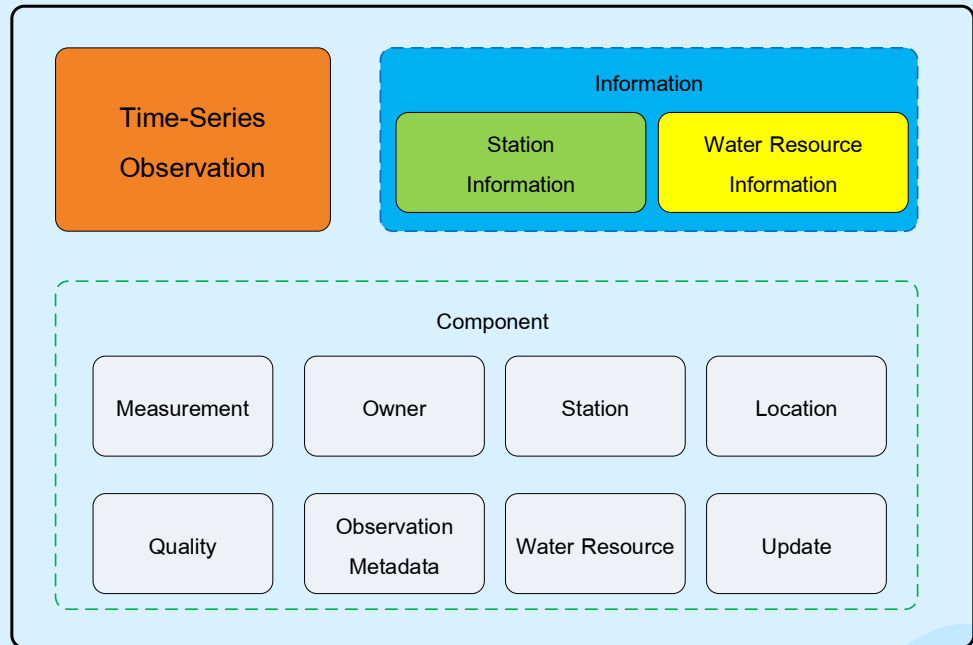 Time-Series
Observation
Information
Station
Information
Water Resource
Information
Component
Measurement
Owner
Station
Location
Quality
Observation
Metadata
Water Resource
Update